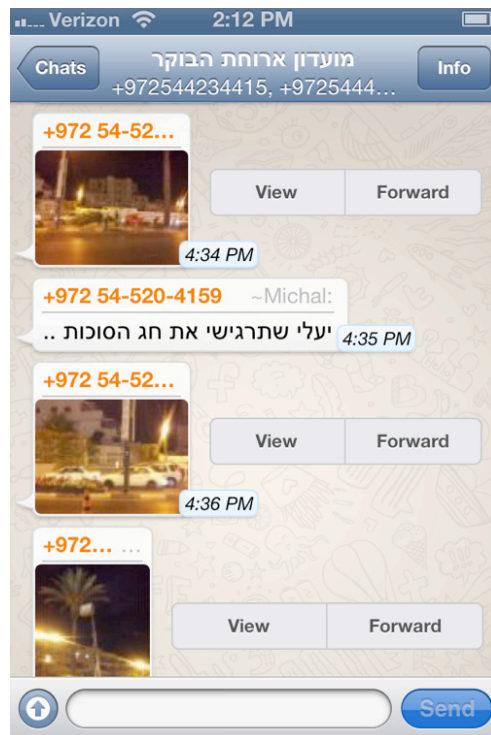 Verizon 2:12 PM
Chats
מועדון ארוחת הבוקר
+972544234415, +9725444...
Info
+972 54-52...
View
Forward
4:34 PM
+972 54-520-4159 ~Michal:
יעלי שתרגישי את חג הסוכות ..
4:35 PM
+972 54-52...
View
Forward
4:36 PM
+972... ...
View
Forward
Send